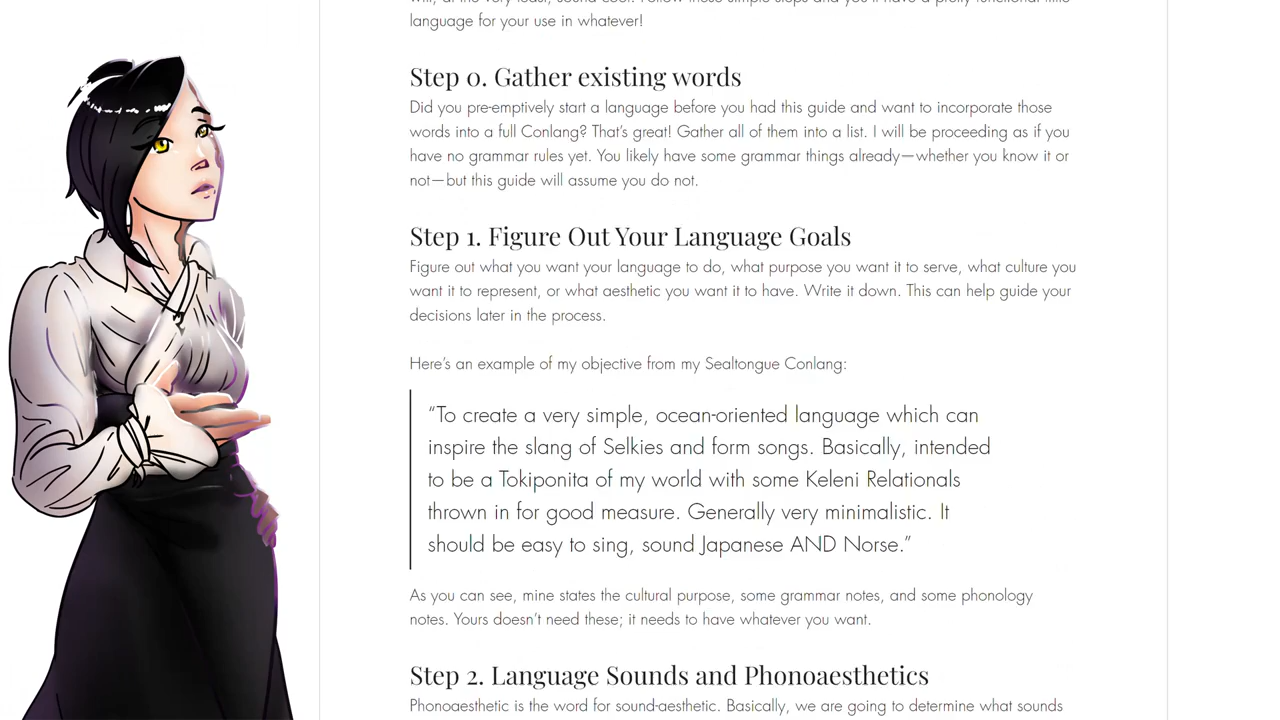 language for your use in whatever!
Step 0. Gather existing words
Did you pre-emptively start a language before you had this guide and want to incorporate those
words into a full Conlang? That's great! Gather all of them into a list. I will be proceeding as if you
have no grammar rules yet. You likely have some grammar things already—whether you know it or
not—but this guide will assume you do not.
Step 1. Figure Out Your Language Goals
Figure out what you want your language to do, what purpose you want it to serve, what culture you
want it to represent, or what aesthetic you want it to have. Write it down. This can help guide your
decisions later in the process.
Here's an example of my objective from my Sealtongue Conlang:
“To create a very simple, ocean-oriented language which can
inspire the slang of Selkies and form songs. Basically, intended
to be a Tokiponita of my world with some Keleni Relationals
thrown in for good measure. Generally very minimalistic. It
should be easy to sing, sound Japanese AND Norse.”
As you can see, mine states the cultural purpose, some grammar notes, and some phonology
notes. Yours doesn't need these; it needs to have whatever you want.
Step 2. Language Sounds and Phonoaesthetics
Phonoaesthetic is the word for sound-aesthetic. Basically, we are going to determine what sounds